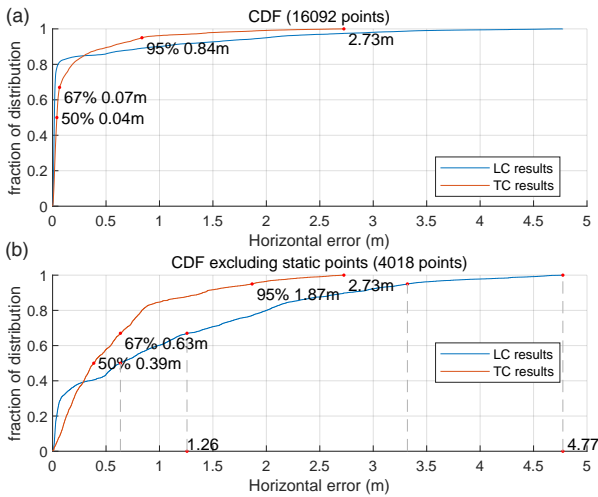 (a)
CDF (16092 points)
fraction of distribution
1
0.8
0.6
0.4
0.2
0
95% 0.84m
2.73m
67% 0.07m
50% 0.04m
LC results
TC results
0 0.5 1 1.5 2 2.5 3 3.5 4 4.5 5
Horizontal error (m)
(b)
CDF excluding static points (4018 points)
fraction of distribution
1
0.8
0.6
0.4
0.2
0
95% 1.87m
2.73m
67% 0.63m
50% 0.39m
LC results
TC results
1.26
4.77
0 0.5 1 1.5 2 2.5 3 3.5 4 4.5 5
Horizontal error (m)